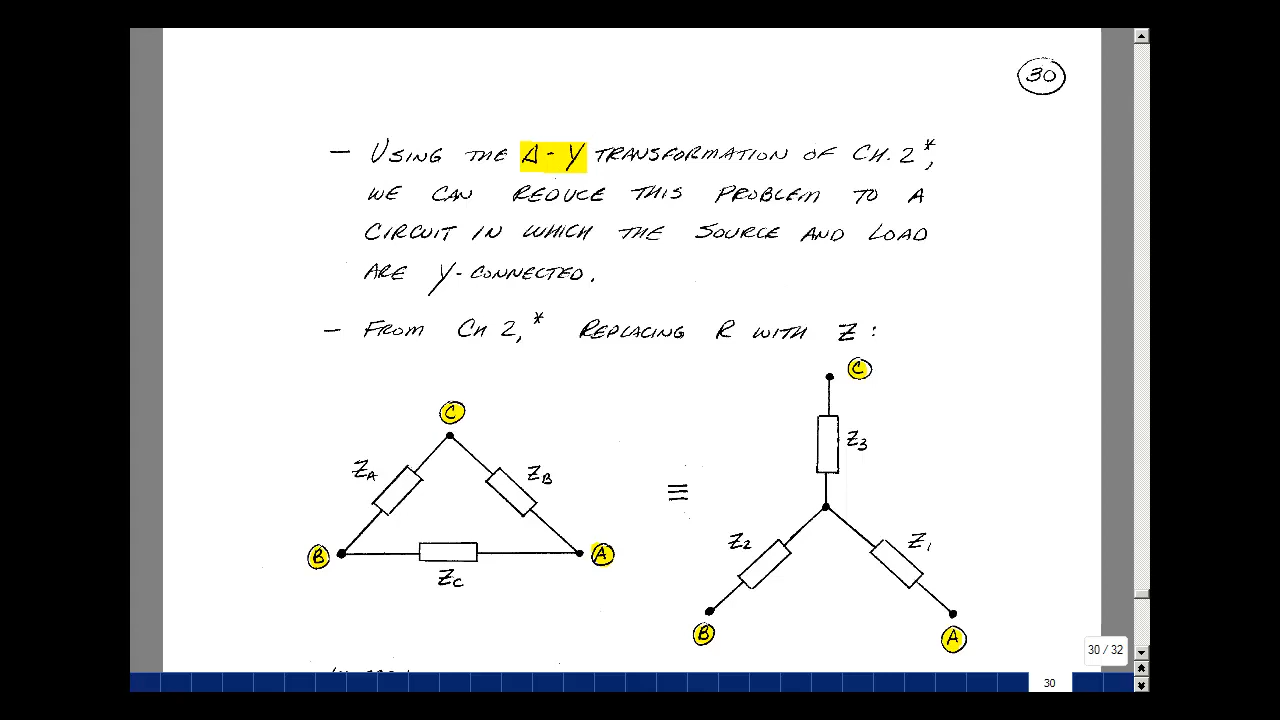 30
- USING THE Δ-Y TRANSFORMATION OF CH. 2*,
WE CAN REDUCE THIS PROBLEM TO A
CIRCUIT IN WHICH THE SOURCE AND LOAD
ARE Y-CONNECTED.
- FROM CH 2,* REPLACING R WITH Z :
C
C
ZA
ZB
≡
Z3
B
ZC
A
Z2
Z1
B
A
30 / 32
30